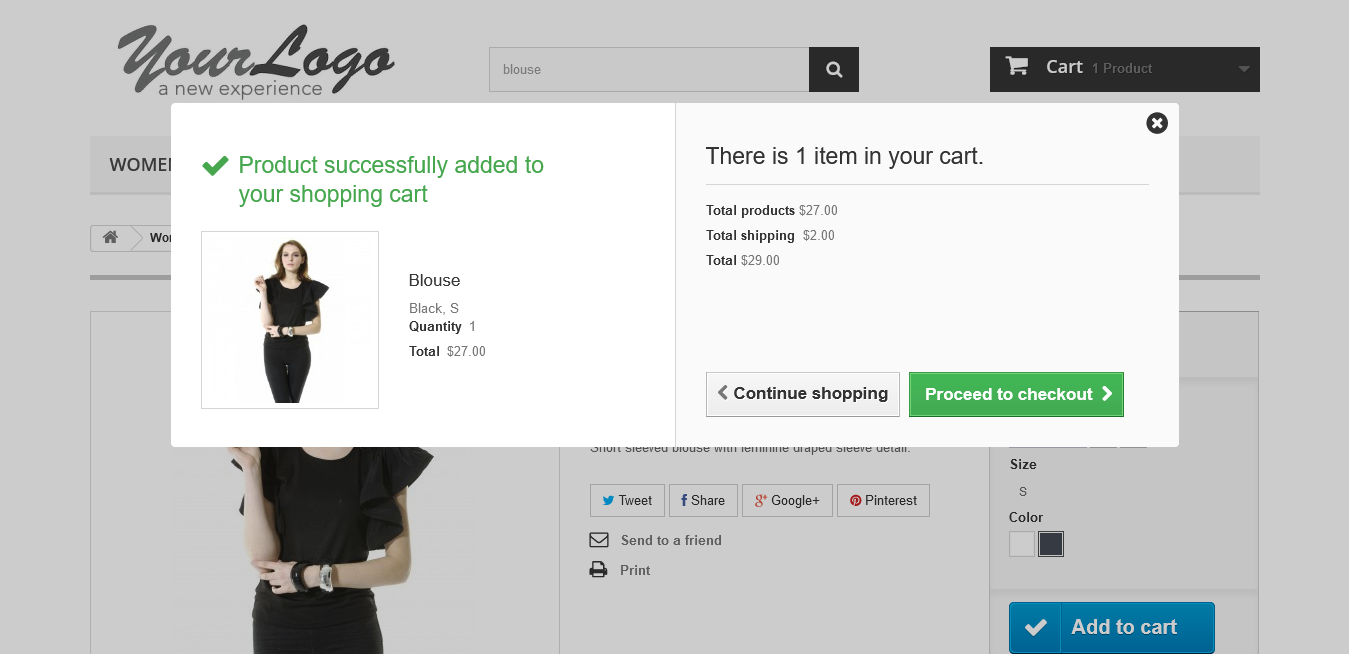 YourLogo
a new experience
blouse
Cart 1 Product
WOMEN
Product successfully added to
your shopping cart
Blouse
Black, S
Quantity 1
Total $27.00
There is 1 item in your cart.
Total products $27.00
Total shipping $2.00
Total $29.00
Continue shopping
Proceed to checkout
Wo
Short sleeved blouse with feminine draped sleeve detail.
Tweet
Share
Google+
Pinterest
Send to a friend
Print
Size
S
Color
Add to cart